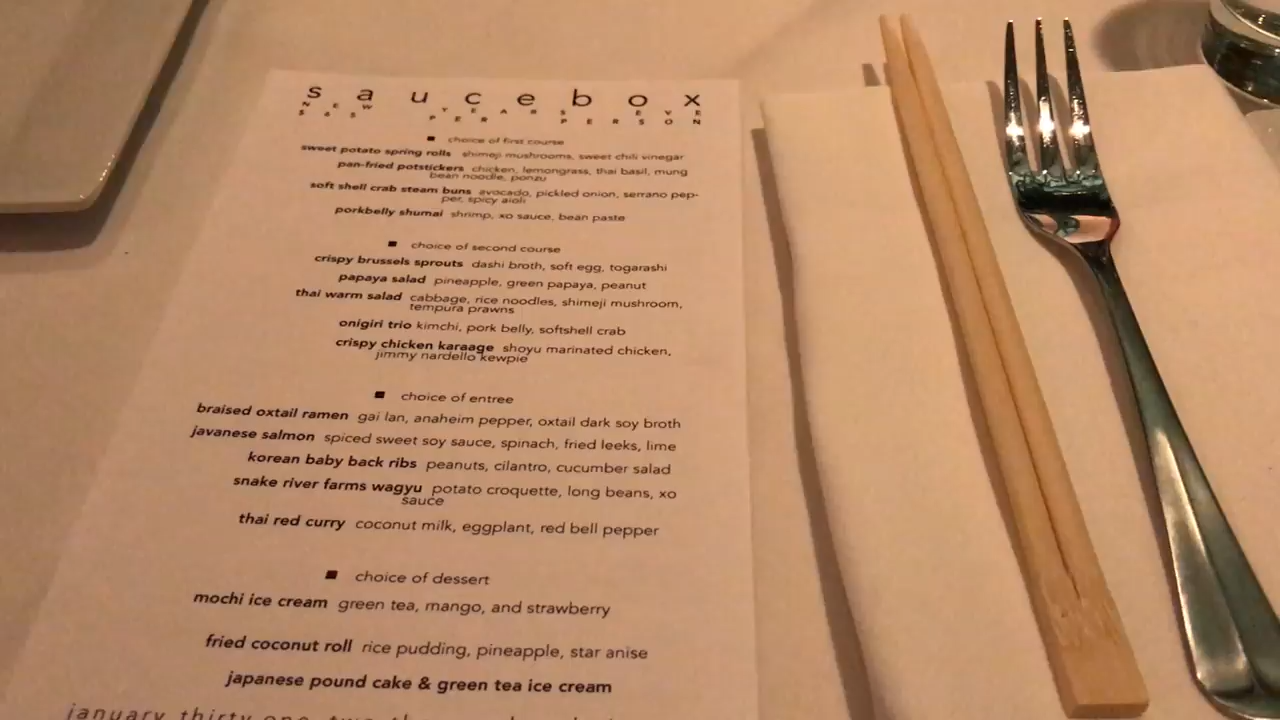 saucebox
NEW YEARS EVE
PER PERSON
■ choice of first course
sweet potato spring rolls shimeji mushrooms, sweet chili vinegar
pan-fried potstickers chicken, lemongrass, thai basil, mung
bean noodle, ponzu
soft shell crab steam buns avocado, pickled onion, serrano pep-
per, spicy aioli
porkbelly shumai shrimp, xo sauce, bean paste
■ choice of second course
crispy brussels sprouts dashi broth, soft egg, togarashi
papaya salad pineapple, green papaya, peanut
thai warm salad cabbage, rice noodles, shimeji mushroom,
tempura prawns
onigiri trio kimchi, pork belly, softshell crab
crispy chicken karaage shoyu marinated chicken,
jimmy nardello kewpie
■ choice of entree
braised oxtail ramen gai lan, anaheim pepper, oxtail dark soy broth
javanese salmon spiced sweet soy sauce, spinach, fried leeks, lime
korean baby back ribs peanuts, cilantro, cucumber salad
snake river farms wagyu potato croquette, long beans, xo
sauce
thai red curry coconut milk, eggplant, red bell pepper
■ choice of dessert
mochi ice cream green tea, mango, and strawberry
fried coconut roll rice pudding, pineapple, star anise
japanese pound cake & green tea ice cream
january thirty one